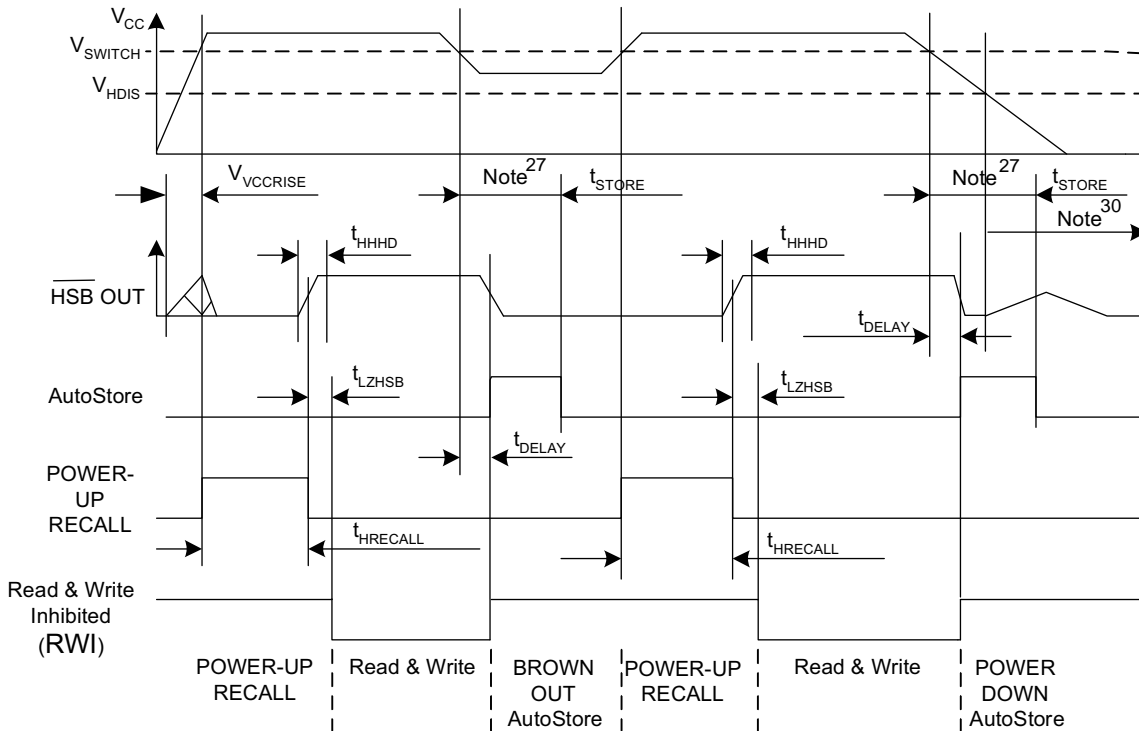 VCC
VSWITCH
VHDIS
VVCCRISE
Note27
tSTORE
Note27
tSTORE
Note30
tHHHD
tHHHD
HSB OUT
tDELAY
tLZHSB
tLZHSB
AutoStore
tDELAY
POWER-
UP
RECALL
tHRECALL
tHRECALL
Read & Write
Inhibited
(RWI)
POWER-UP
RECALL
Read & Write
BROWN
OUT
AutoStore
POWER-UP
RECALL
Read & Write
POWER
DOWN
AutoStore